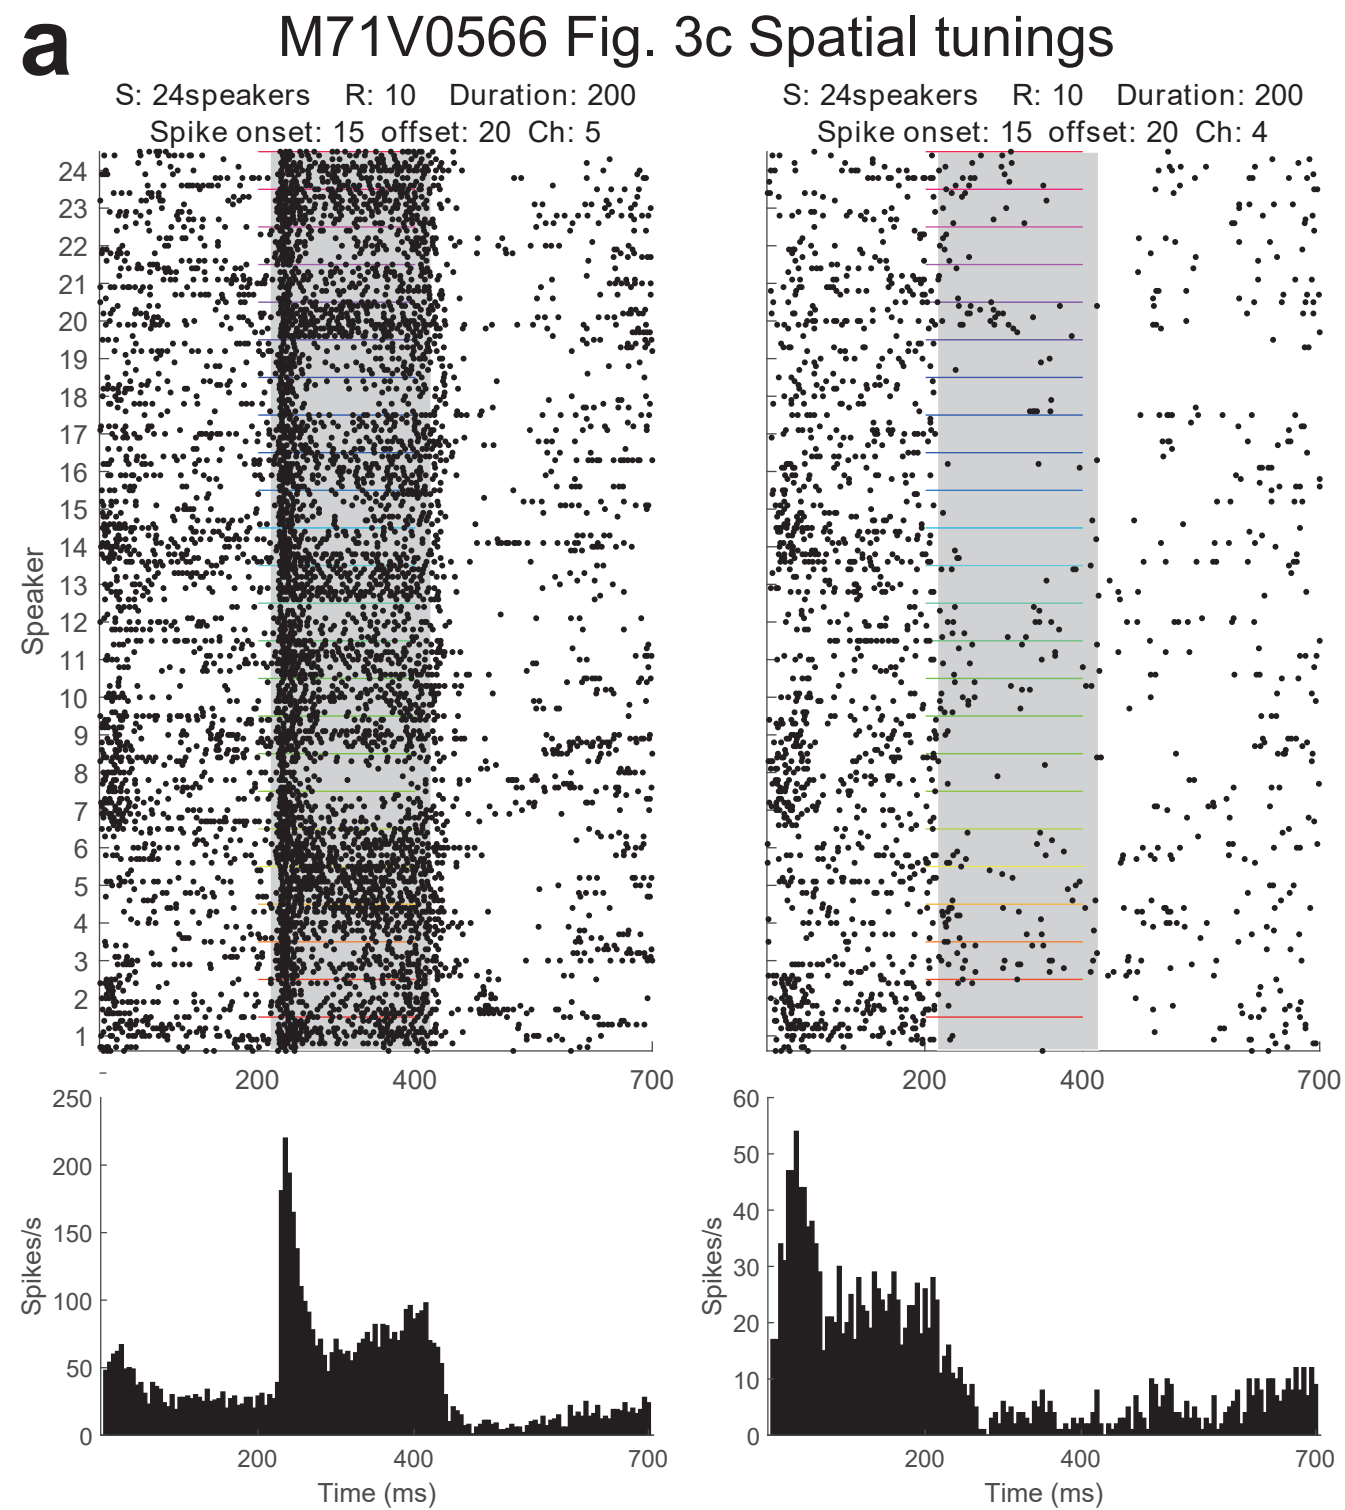 a M71V0566 Fig. 3c Spatial tunings
S: 24speakers R: 10 Duration: 200
Spike onset: 15 offset: 20 Ch: 5
S: 24speakers R: 10 Duration: 200
Spike onset: 15 offset: 20 Ch: 4
24
23
22
21
20
19
18
17
16
15
14
13
12
11
10
9
8
7
6
5
4
3
2
1
Speaker
200 400 700
200 400 700
250
200
150
100
50
0
Spikes/s
200 400 700
Time (ms)
60
50
40
30
20
10
0
Spikes/s
200 400 700
Time (ms)